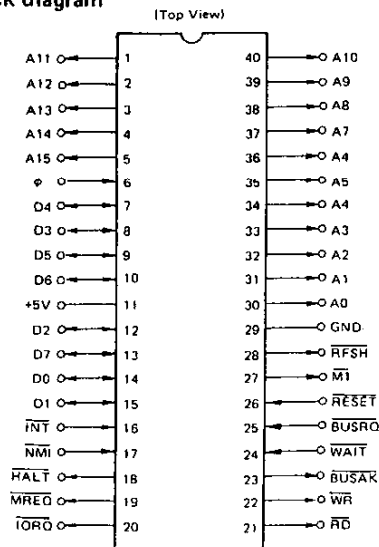 ck diagram
(Top View)
A11 1 40 A10
A12 2 39 A9
A13 3 38 A8
A14 4 37 A7
A15 5 36 A4
φ 6 35 A5
D4 7 34 A4
D3 8 33 A3
D5 9 32 A2
D6 10 31 A1
+5V 11 30 A0
D2 12 29 GND
D7 13 28 RFSH
D0 14 27 M1
D1 15 26 RESET
INT 16 25 BUSRQ
NMI 17 24 WAIT
HALT 18 23 BUSAK
MREQ 19 22 WR
IORQ 20 21 RD